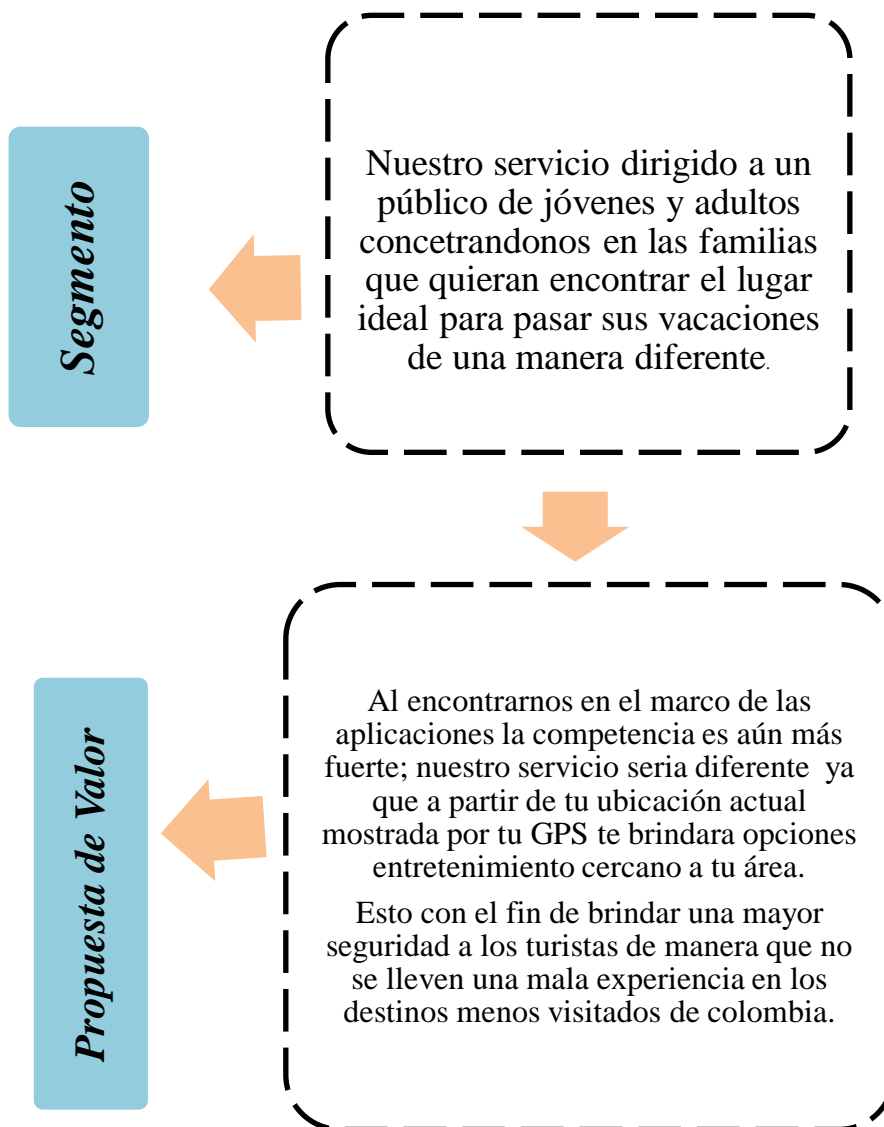 Segmento
Nuestro servicio dirigido a un
público de jóvenes y adultos
concetrandonos en las familias
que quieran encontrar el lugar
ideal para pasar sus vacaciones
de una manera diferente.
Propuesta de Valor
Al encontrarnos en el marco de las
aplicaciones la competencia es aún más
fuerte; nuestro servicio seria diferente ya
que a partir de tu ubicación actual
mostrada por tu GPS te brindara opciones
entretenimiento cercano a tu área.
Esto con el fin de brindar una mayor
seguridad a los turistas de manera que no
se lleven una mala experiencia en los
destinos menos visitados de colombia.